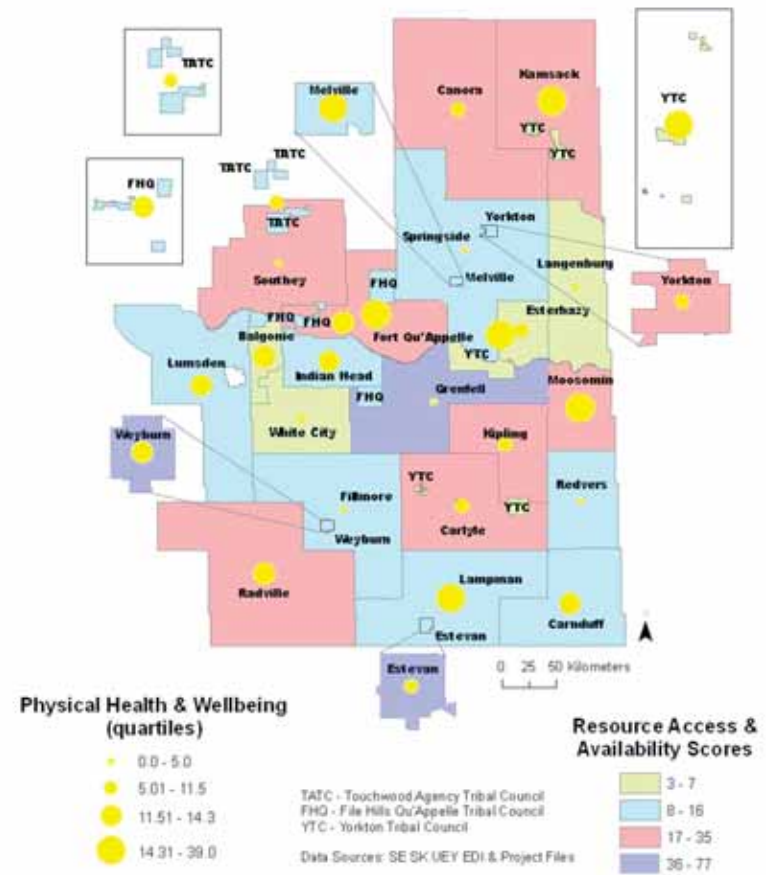 TATC
Melville
Canora
Kamsack
YTC
YTC
YTC
FHQ
TATC
TATC
TATC
Yorkton
Springside
Langenburg
Southey
FHQ
Melville
Yorkton
Esterhazy
FHQ
FHQ
Fort Qu'Appelle
Balgonie
YTC
Lumsden
Indian Head
Moosomin
FHQ
Grenfell
Weyburn
White City
Kipling
YTC
Fillmore
Redvers
YTC
Weyburn
Carlyle
Radville
Lampman
Carnduff
Estevan
Estevan
0 25 50 Kilometers
Physical Health & Wellbeing
(quartiles)
0.0 - 5.0
5.01 - 11.5
11.51 - 14.3
14.31 - 39.0
TATC - Touchwood Agency Tribal Council
FHQ - File Hills Qu'Appelle Tribal Council
YTC - Yorkton Tribal Council
Data Sources: SE SK UEY EDI & Project Files
Resource Access &
Availability Scores
3 - 7
8 - 16
17 - 35
36 - 77